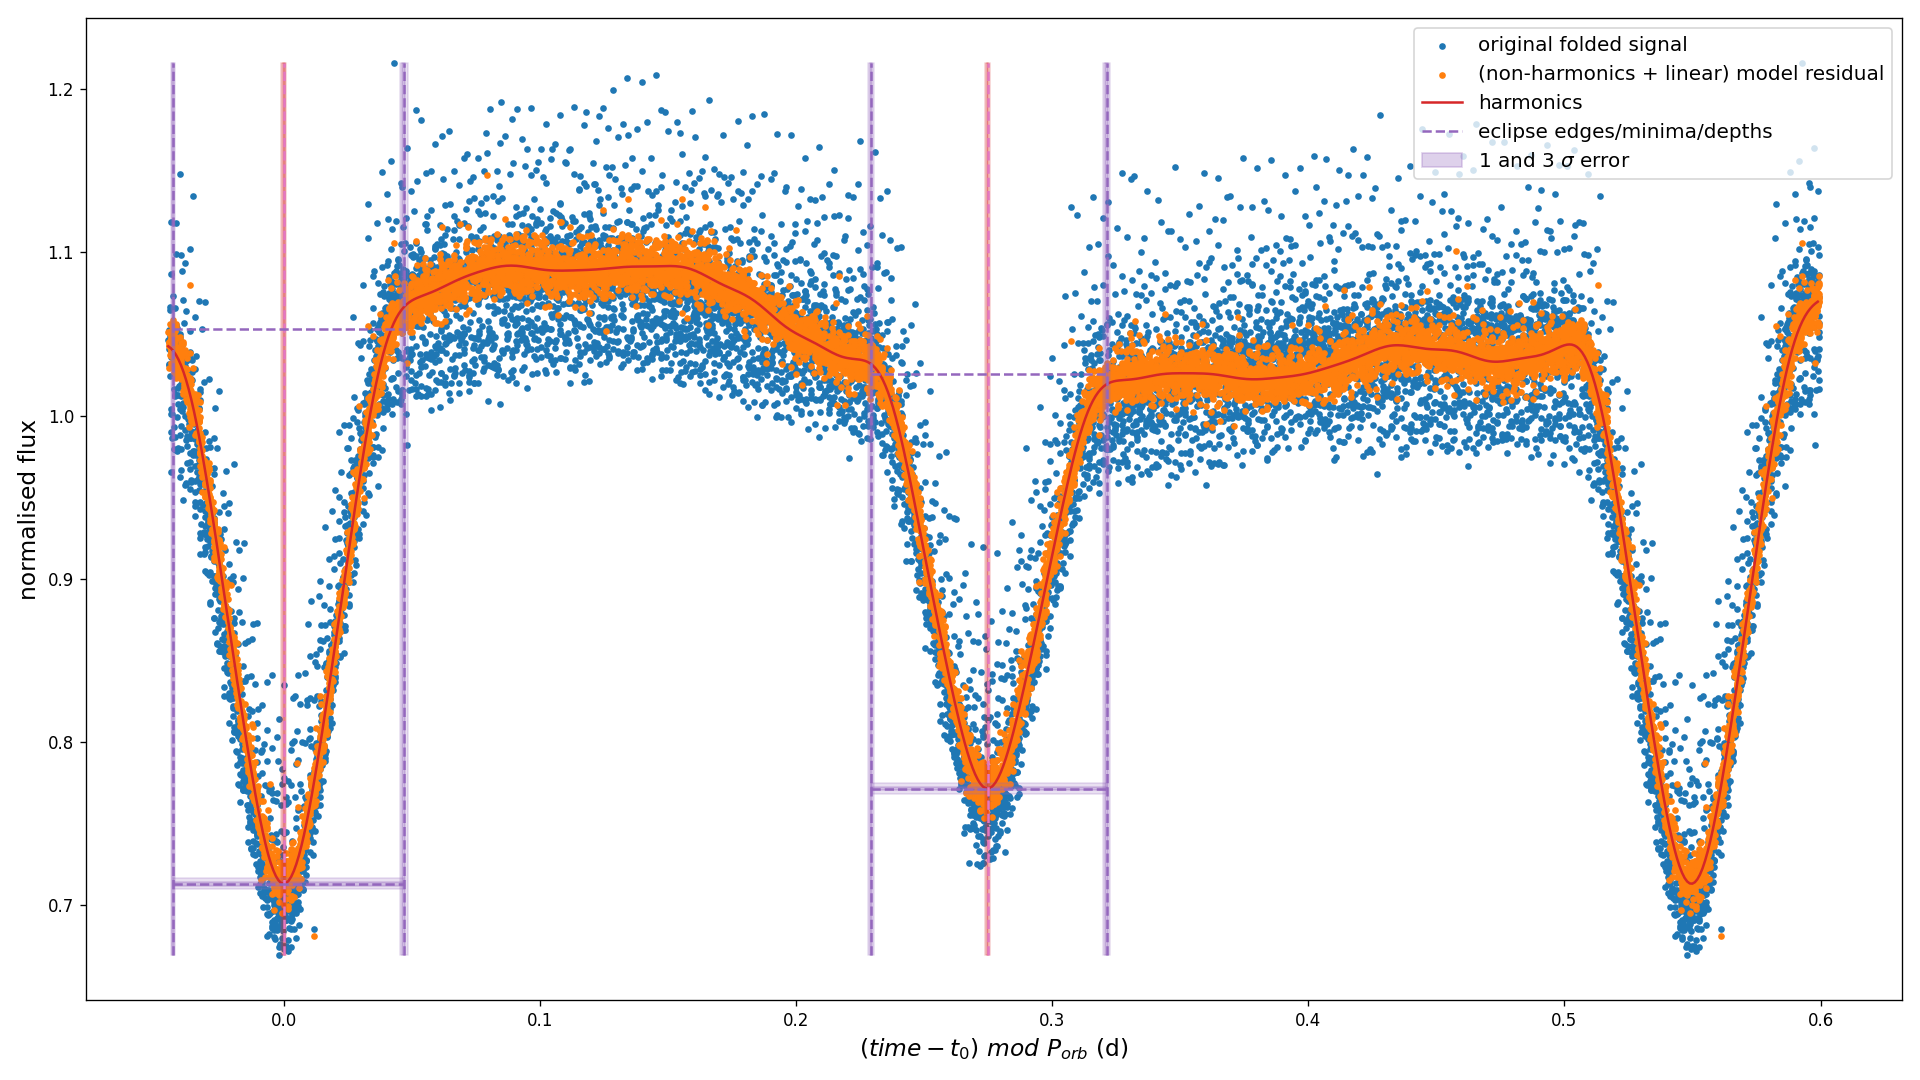 original folded signal
(non-harmonics + linear) model residual
harmonics
eclipse edges/minima/depths
1 and 3 σ error
normalised flux
1.2
1.1
1.0
0.9
0.8
0.7
0.0 0.1 0.2 0.3 0.4 0.5 0.6
(time − t₀) mod P_orb (d)